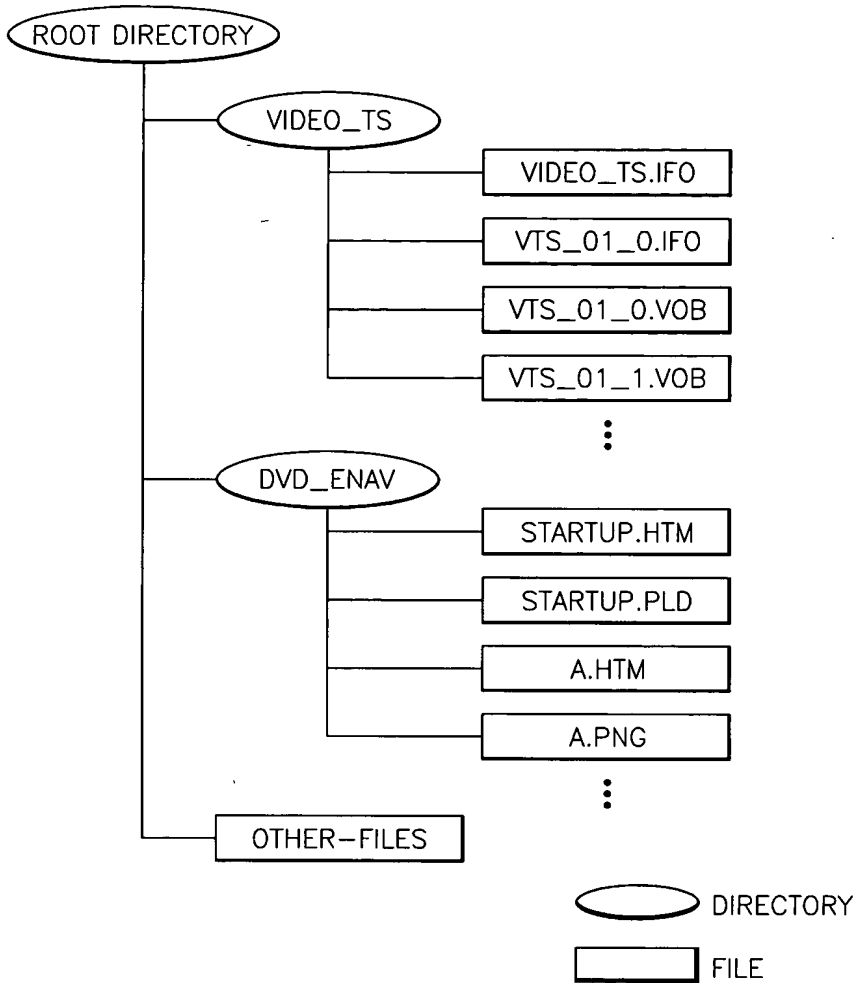 ROOT DIRECTORY
VIDEO_TS
VIDEO_TS.IFO
VTS_01_0.IFO
VTS_01_0.VOB
VTS_01_1.VOB
DVD_ENAV
STARTUP.HTM
STARTUP.PLD
A.HTM
A.PNG
OTHER-FILES
DIRECTORY
FILE